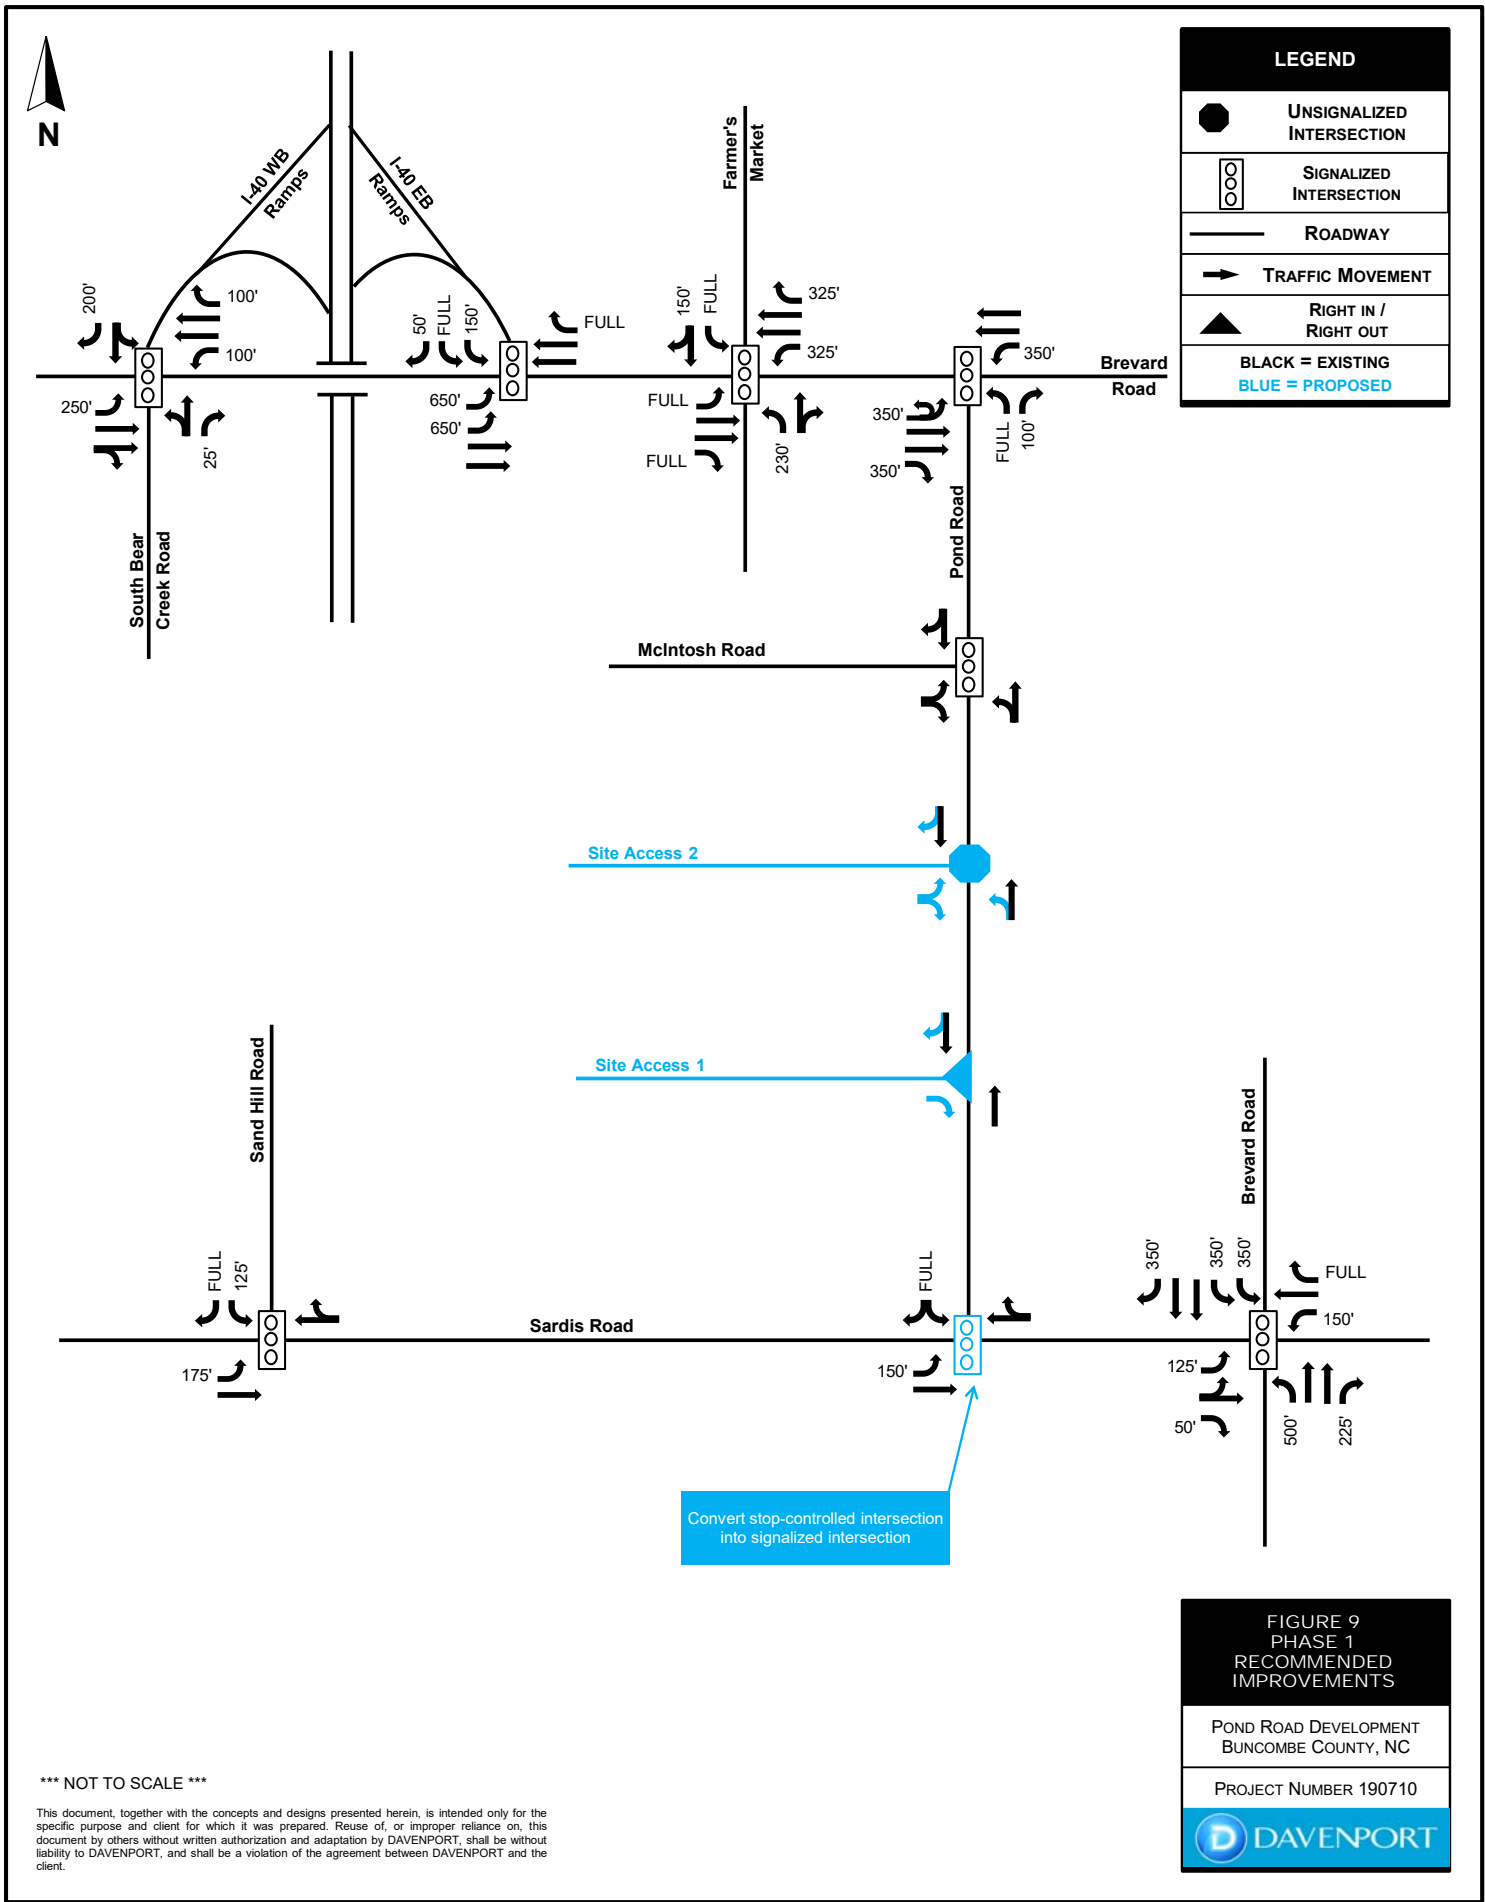 N
I-40 WB
Ramps
I-40 EB
Ramps
Farmer's
Market
LEGEND
UNSIGNALIZED
INTERSECTION
SIGNALIZED
INTERSECTION
ROADWAY
TRAFFIC MOVEMENT
RIGHT IN /
RIGHT OUT
BLACK = EXISTING
BLUE = PROPOSED
200'
100'
100'
250'
25'
50'
FULL
150'
FULL
650'
650'
150'
FULL
325'
325'
FULL
FULL
230'
350'
350'
350'
FULL
100'
Brevard
Road
South Bear
Creek Road
Pond Road
McIntosh Road
Site Access 2
Site Access 1
Sand Hill Road
Brevard Road
FULL
125'
175'
Sardis Road
FULL
150'
350'
350'
350'
FULL
150'
125'
50'
500'
225'
Convert stop-controlled intersection
into signalized intersection
FIGURE 9
PHASE 1
RECOMMENDED
IMPROVEMENTS
POND ROAD DEVELOPMENT
BUNCOMBE COUNTY, NC
PROJECT NUMBER 190710
D DAVENPORT
*** NOT TO SCALE ***
This document, together with the concepts and designs presented herein, is intended only for the
specific purpose and client for which it was prepared. Reuse of, or improper reliance on, this
document by others without written authorization and adaptation by DAVENPORT, shall be without
liability to DAVENPORT, and shall be a violation of the agreement between DAVENPORT and the
client.